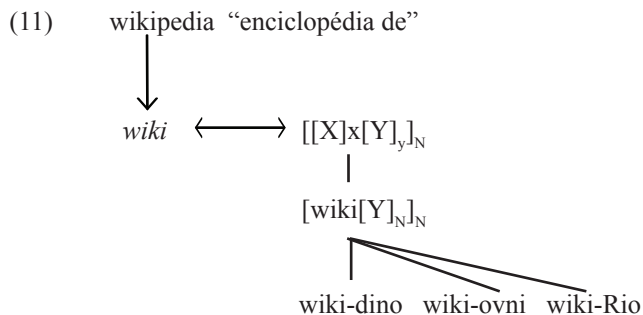 (11) wikipedia “enciclopédia de”
wiki [[X]x[Y]y]N
[wiki[Y]N]N
wiki-dino wiki-ovni wiki-Rio